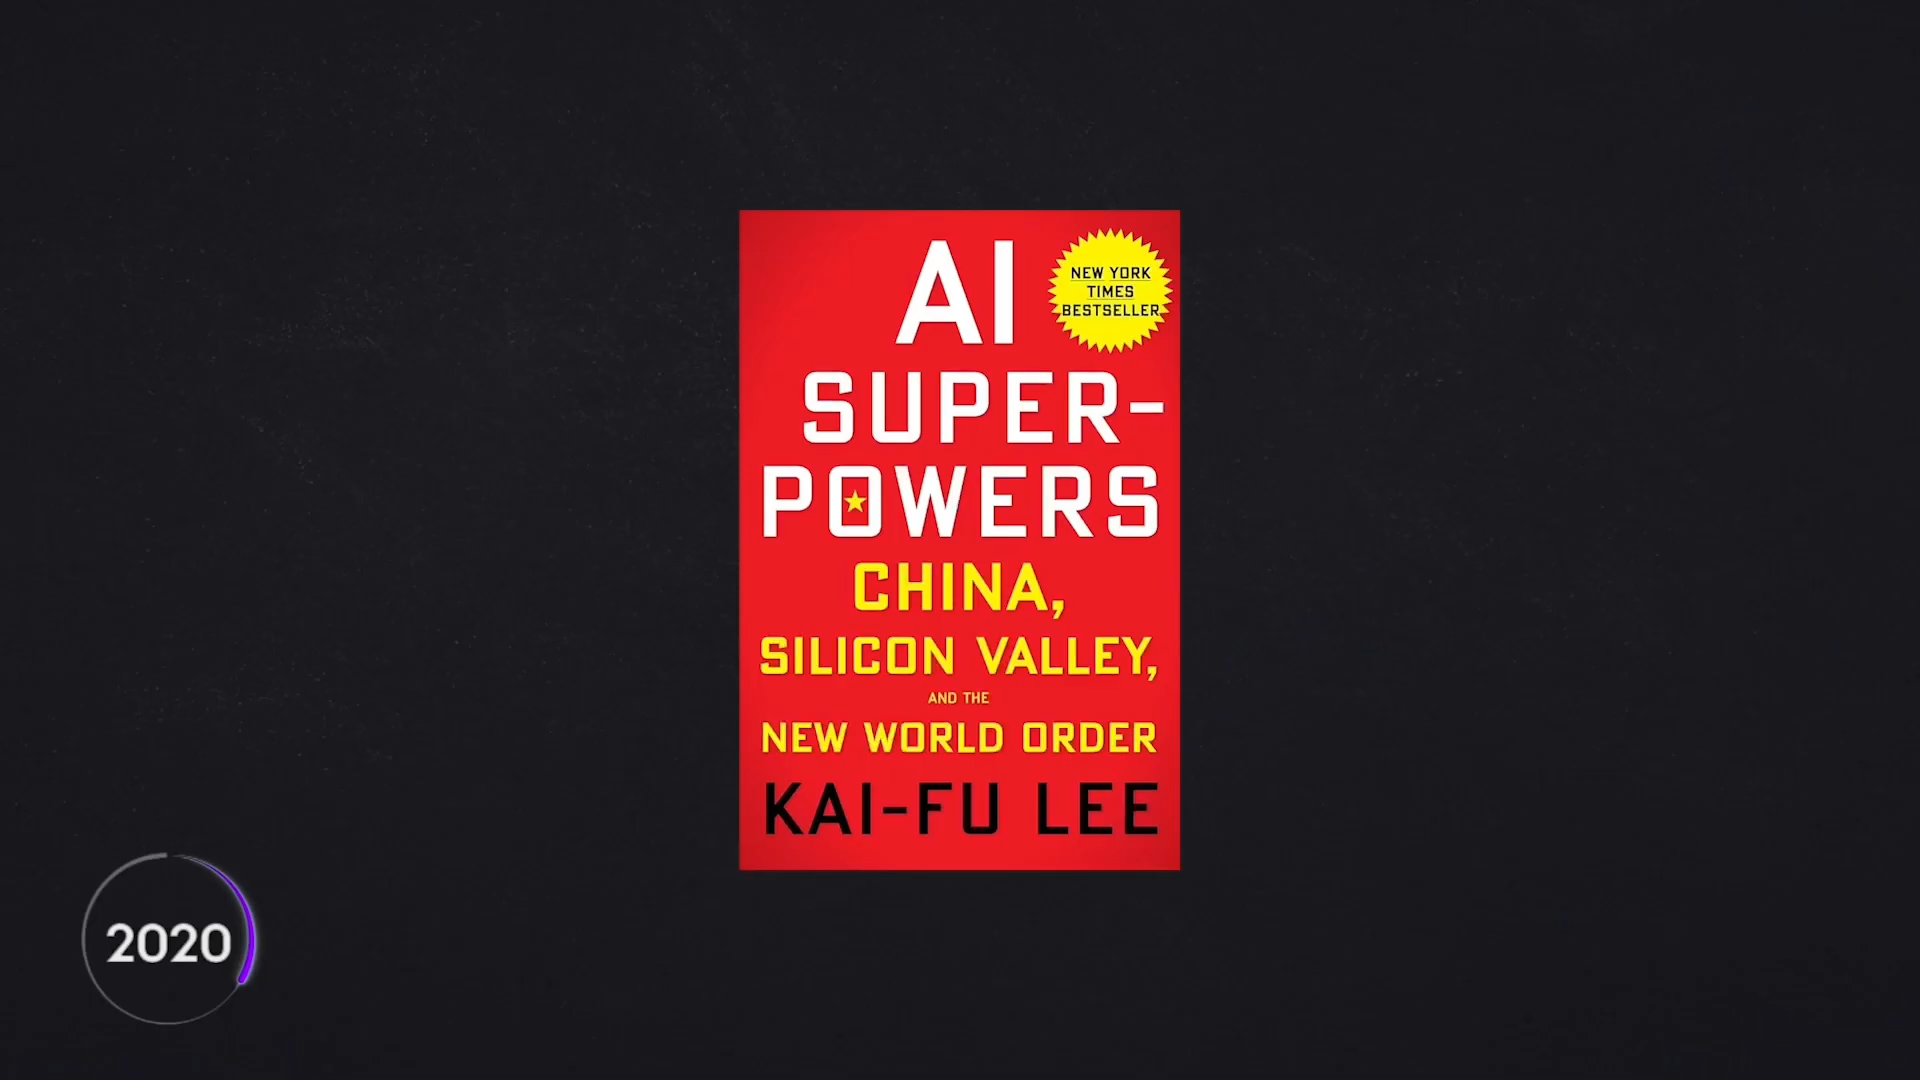 AI
NEW YORK
TIMES
BESTSELLER
SUPER-
POWERS
CHINA,
SILICON VALLEY,
AND THE
NEW WORLD ORDER
KAI-FU LEE
2020